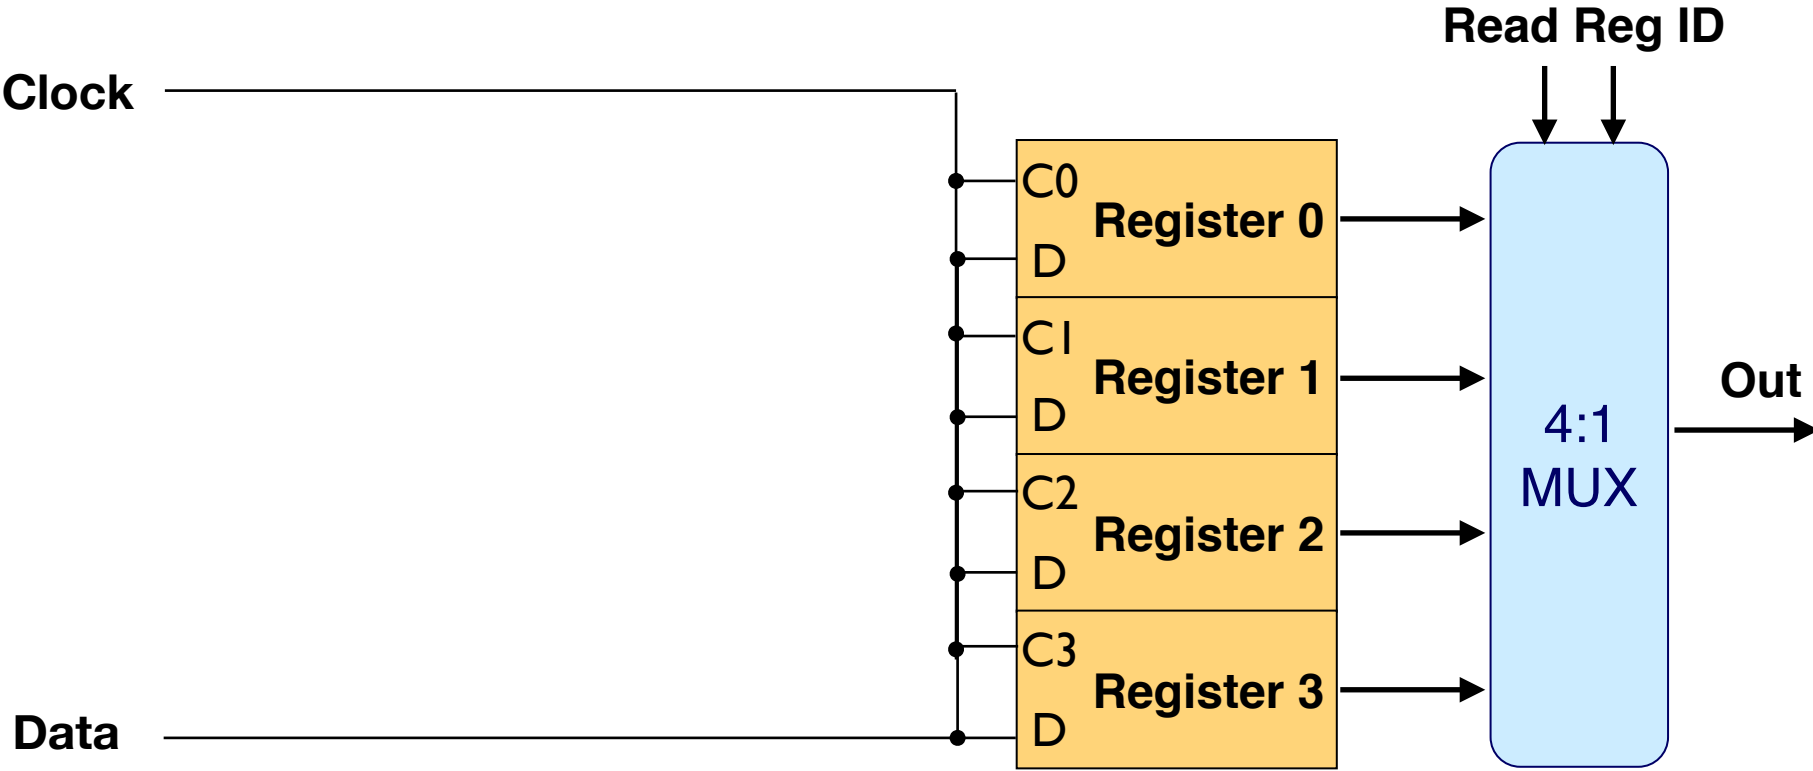 Read Reg ID
Clock
C0
Register 0
D
C1
Register 1
D
C2
Register 2
D
C3
Register 3
D
4:1
MUX
Out
Data